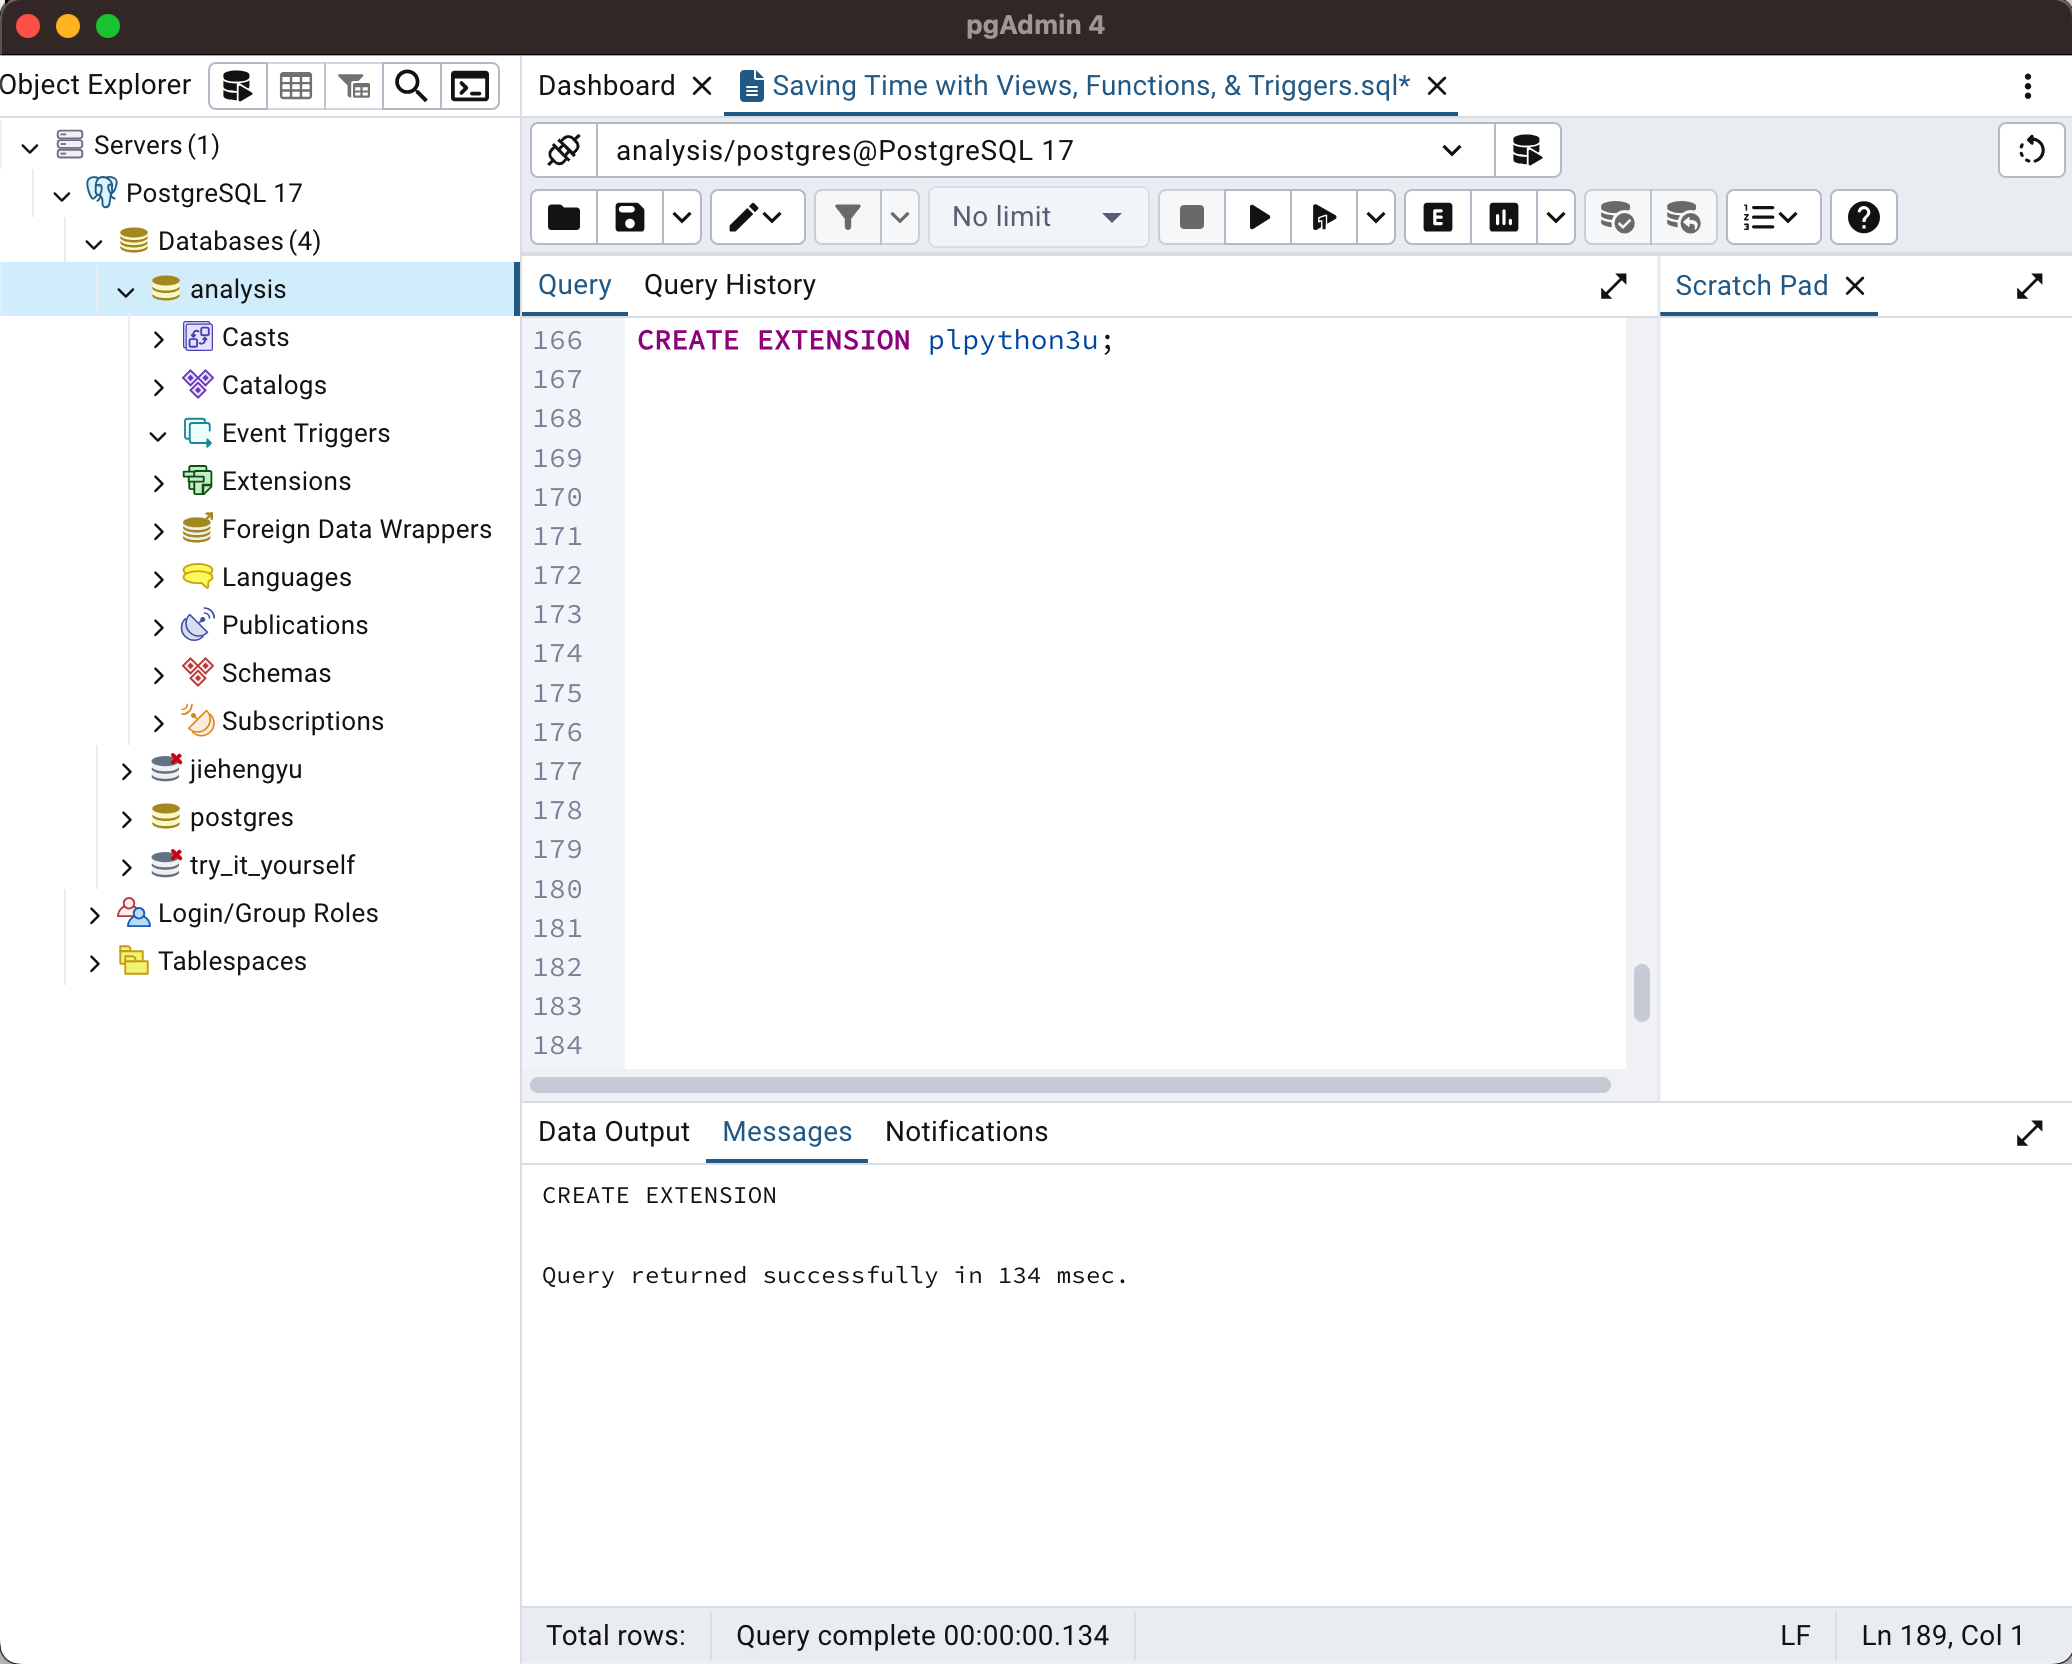 pgAdmin 4
Object Explorer
Dashboard
Saving Time with Views, Functions, & Triggers.sql*
Servers (1)
PostgreSQL 17
Databases (4)
analysis
Casts
Catalogs
Event Triggers
Extensions
Foreign Data Wrappers
Languages
Publications
Schemas
Subscriptions
jiehengyu
postgres
try_it_yourself
Login/Group Roles
Tablespaces
analysis/postgres@PostgreSQL 17
No limit
E
Query
Query History
Scratch Pad
166 CREATE EXTENSION plpython3u;
167
168
169
170
171
172
173
174
175
176
177
178
179
180
181
182
183
184
Data Output
Messages
Notifications
CREATE EXTENSION
Query returned successfully in 134 msec.
Total rows:
Query complete 00:00:00.134
LF
Ln 189, Col 1